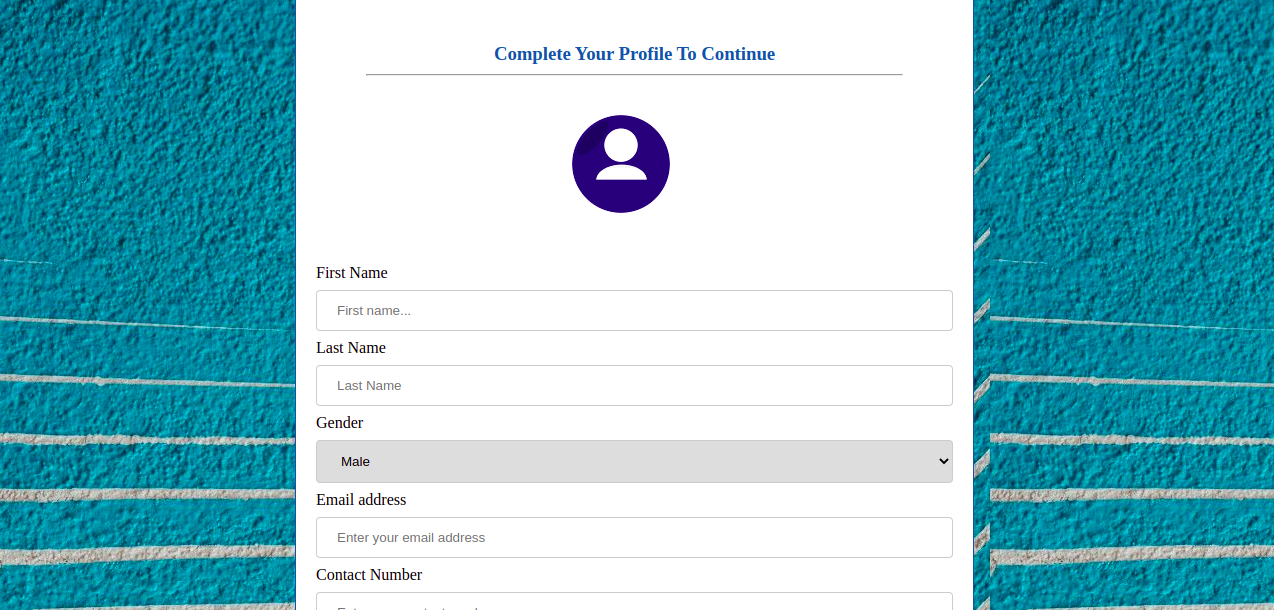 Complete Your Profile To Continue
First Name
First name...
Last Name
Last Name
Gender
Male
Email address
Enter your email address
Contact Number